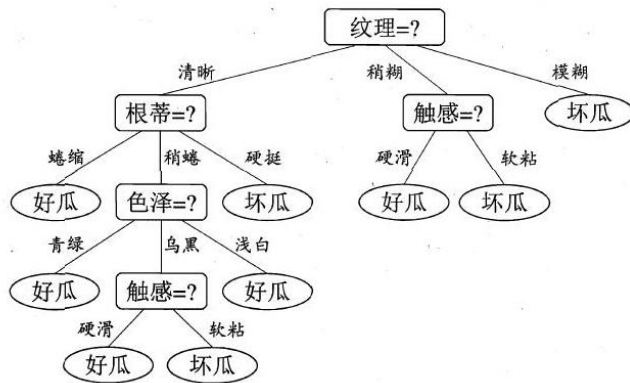 纹理=?
清晰 稍糊 模糊
根蒂=? 触感=? 坏瓜
蜷缩 稍蜷 硬挺 硬滑 软粘
好瓜 色泽=? 坏瓜 好瓜 坏瓜
青绿 乌黑 浅白
好瓜 触感=? 好瓜
硬滑 软粘
好瓜 坏瓜